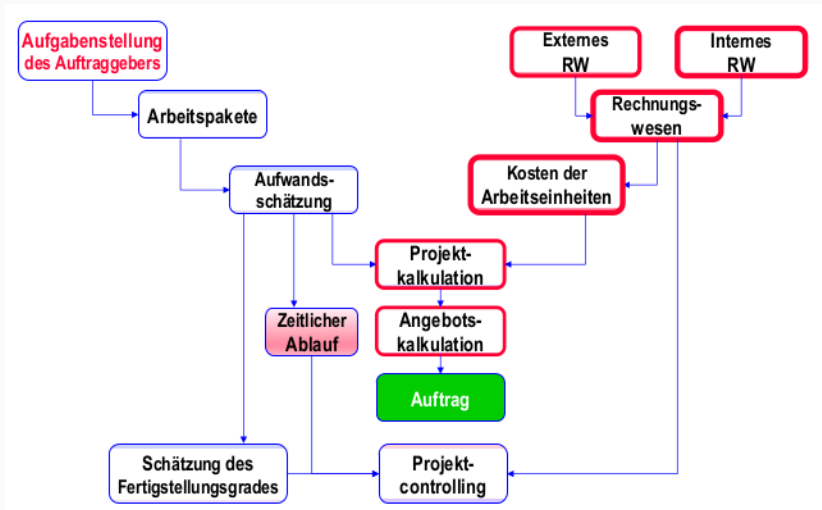 Aufgabenstellung
des Auftraggebers
Externes
RW
Internes
RW
Arbeitspakete
Rechnungs-
wesen
Aufwands-
schätzung
Kosten der
Arbeitseinheiten
Projekt-
kalkulation
Zeitlicher
Ablauf
Angebots-
kalkulation
Auftrag
Schätzung des
Fertigstellungsgrades
Projekt-
controlling